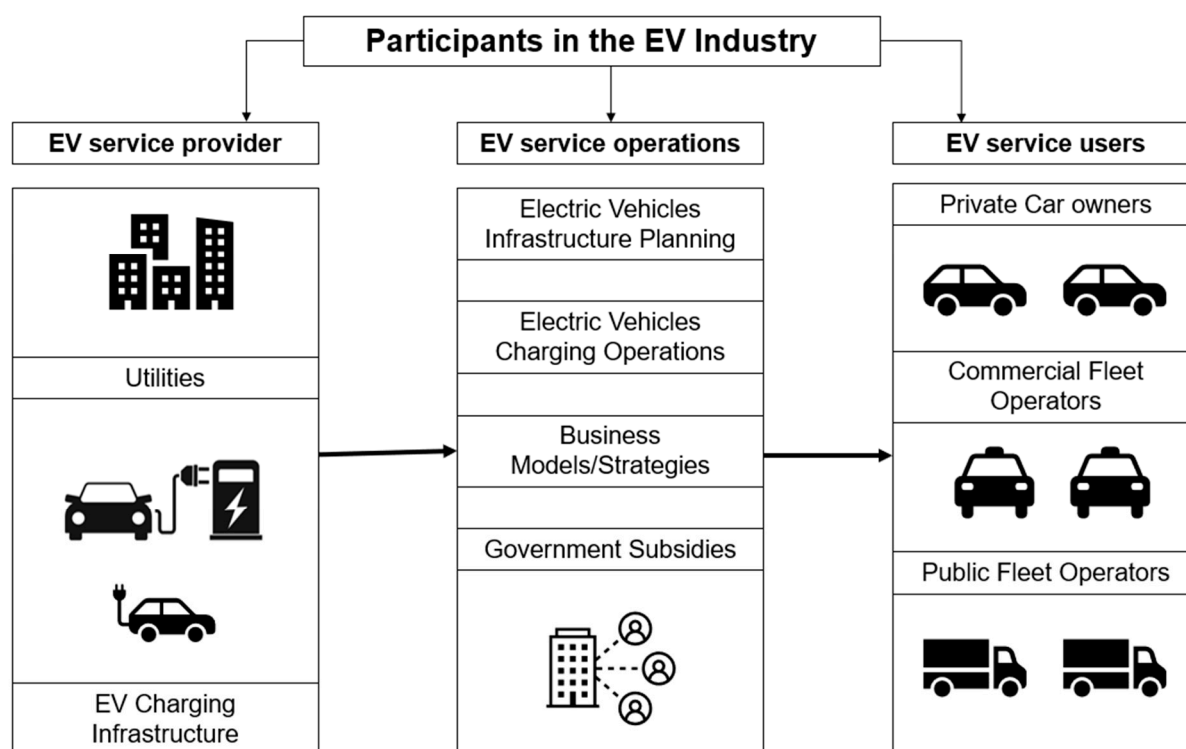 Participants in the EV Industry
EV service provider
Utilities
EV Charging
Infrastructure
EV service operations
Electric Vehicles
Infrastructure Planning
Electric Vehicles
Charging Operations
Business
Models/Strategies
Government Subsidies
EV service users
Private Car owners
Commercial Fleet
Operators
Public Fleet Operators